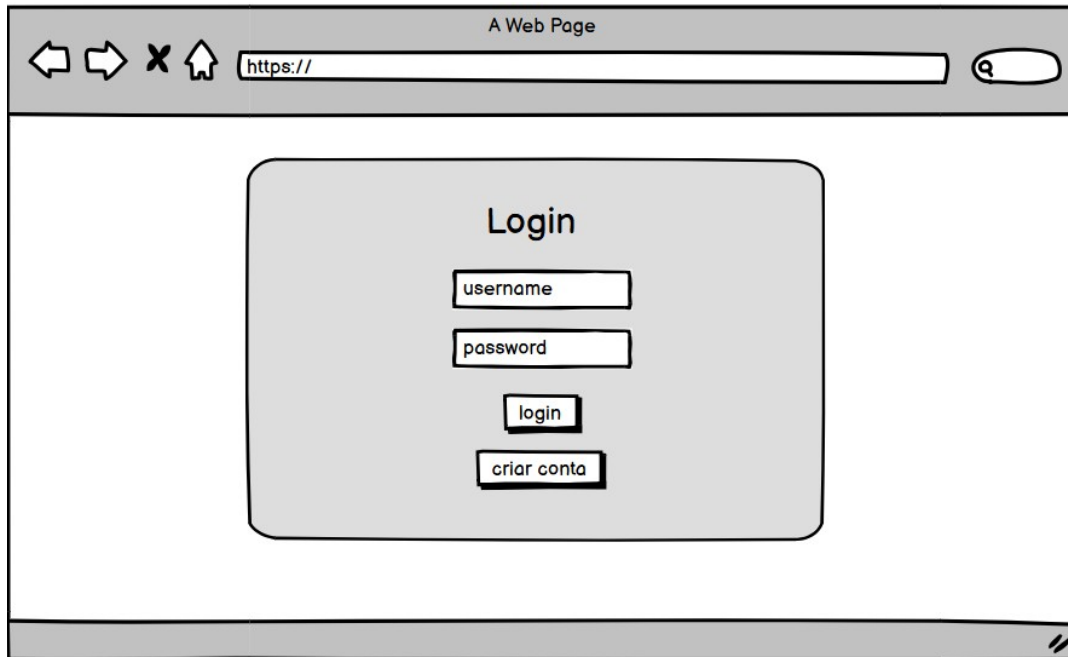 A Web Page
https://
Login
username
password
login
criar conta